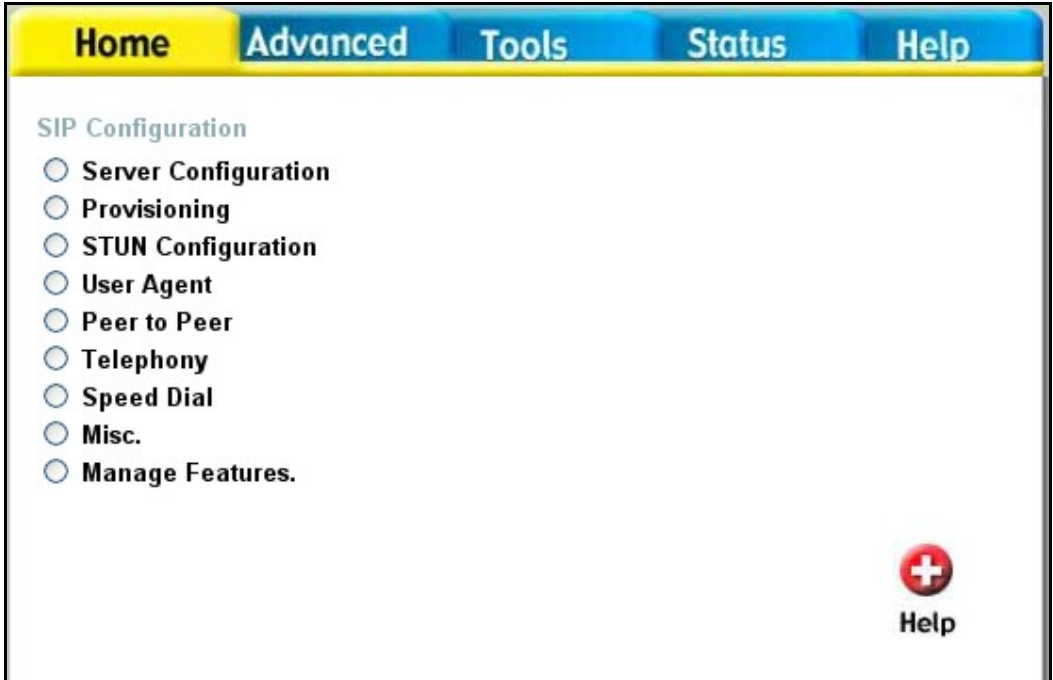 Home Advanced Tools Status Help
SIP Configuration
Server Configuration
Provisioning
STUN Configuration
User Agent
Peer to Peer
Telephony
Speed Dial
Misc.
Manage Features.
Help